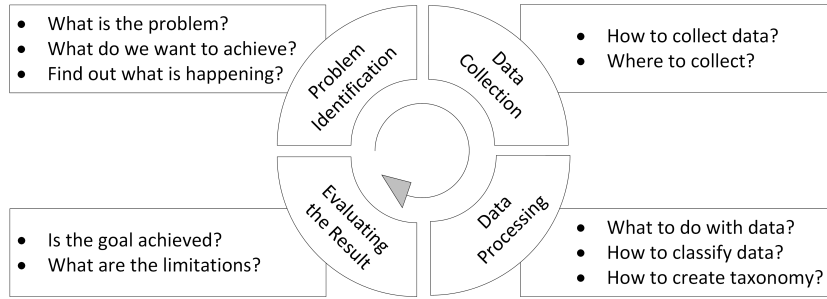 • What is the problem?
• What do we want to achieve?
• Find out what is happening?
Problem
Identification
Data
Collection
• How to collect data?
• Where to collect?
• Is the goal achieved?
• What are the limitations?
Evaluating
the Result
Data
Processing
• What to do with data?
• How to classify data?
• How to create taxonomy?